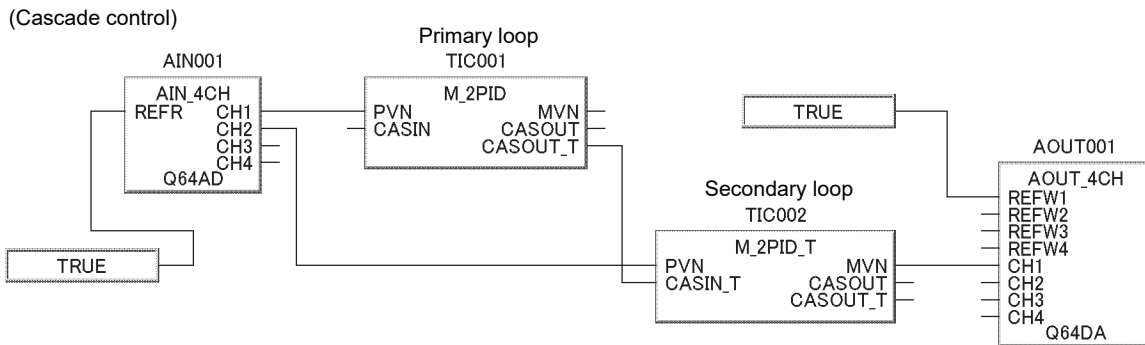 (Cascade control)
Primary loop
AIN001
TIC001
AIN_4CH
REFR CH1
CH2
CH3
CH4
Q64AD
M_2PID
PVN MVN
CASIN CASOUT
CASOUT_T
TRUE
TRUE
AOUT001
AOUT_4CH
REFW1
REFW2
REFW3
REFW4
CH1
CH2
CH3
CH4
Q64DA
Secondary loop
TIC002
M_2PID_T
PVN MVN
CASIN_T CASOUT
CASOUT_T